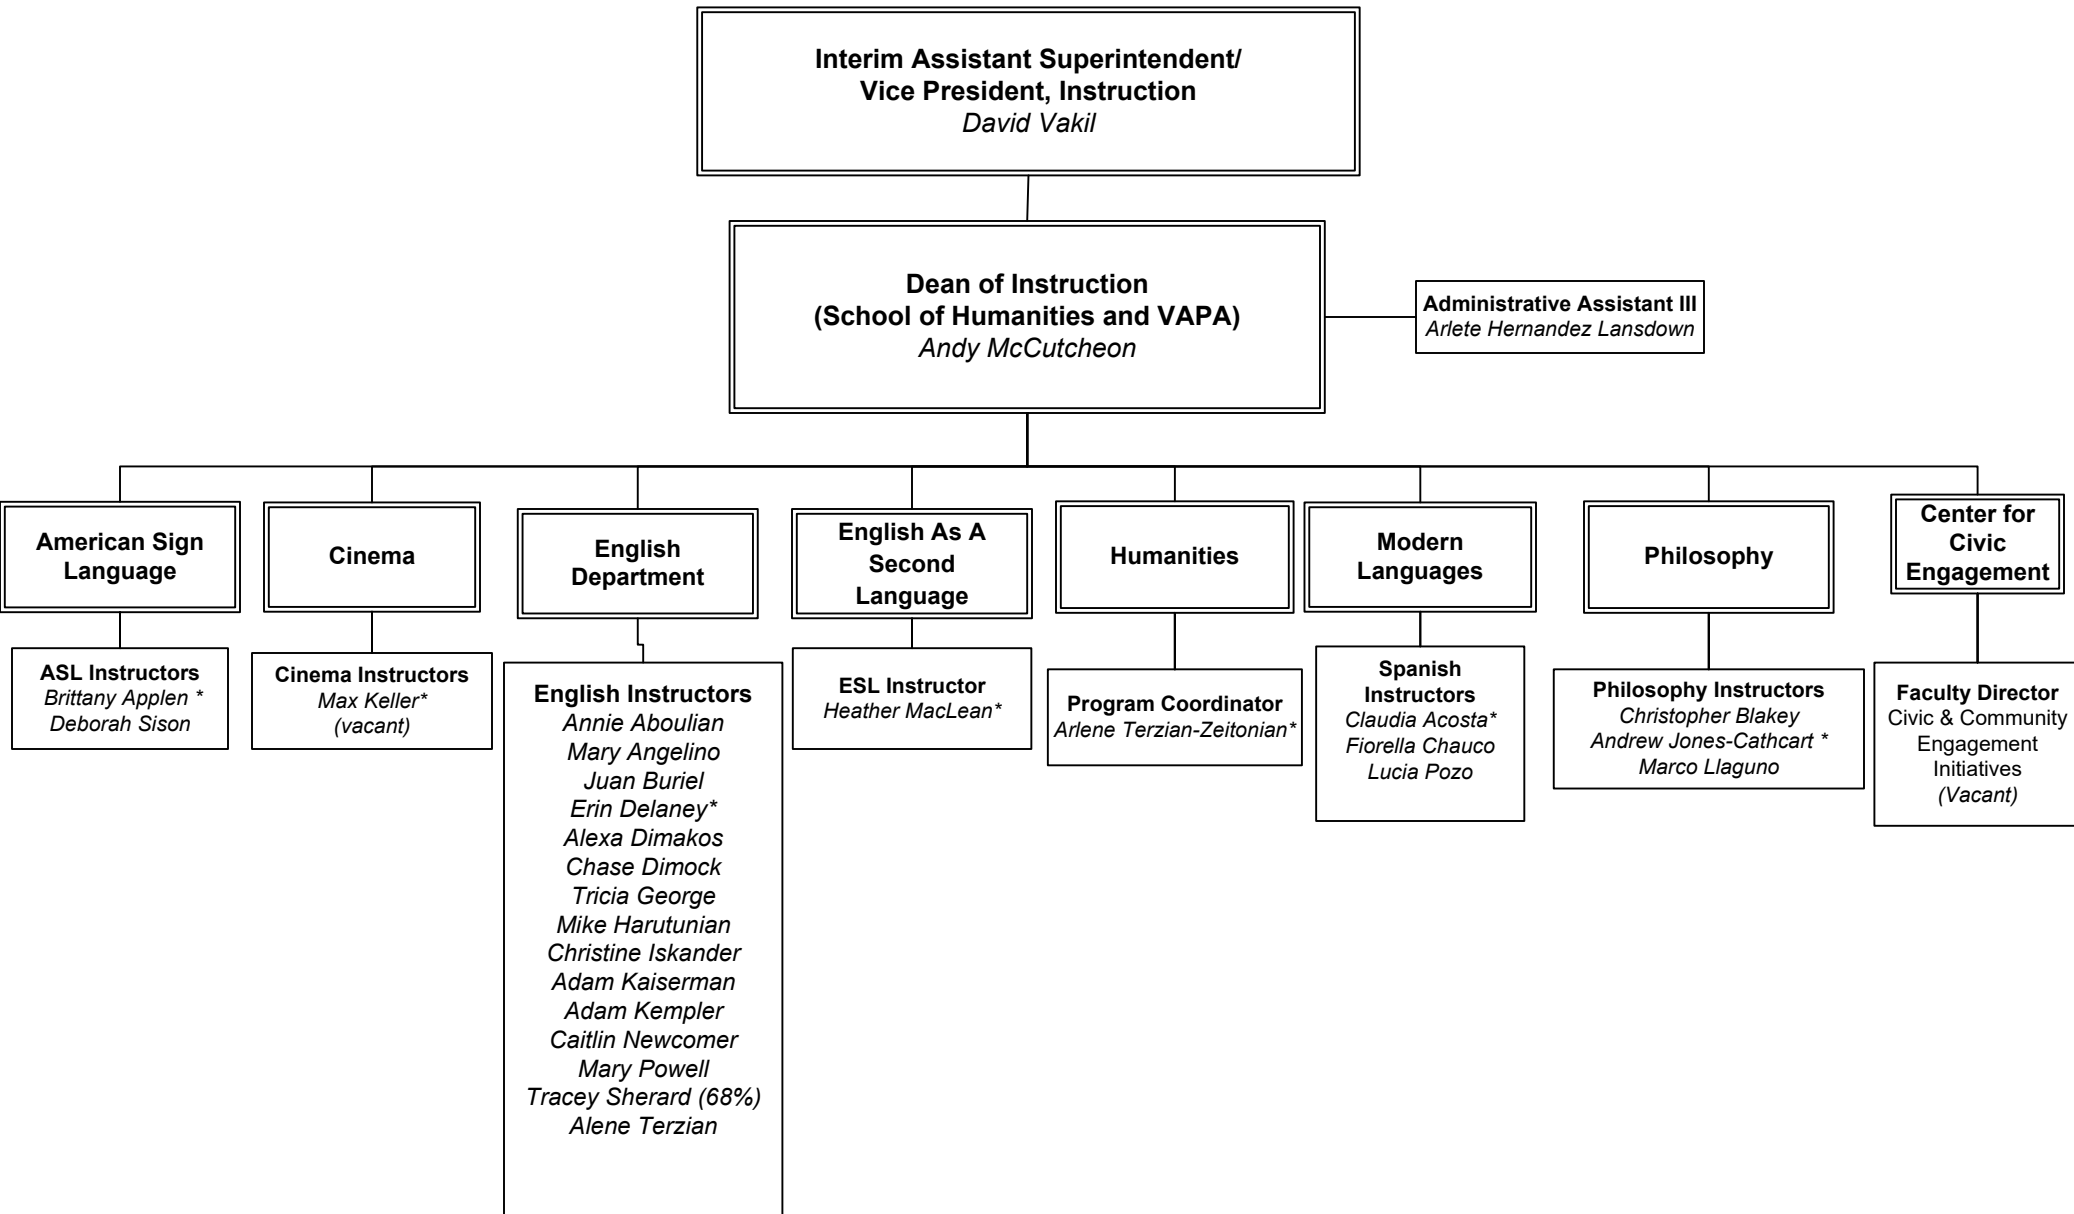 Interim Assistant Superintendent/
Vice President, Instruction
David Vakil
Dean of Instruction
(School of Humanities and VAPA)
Andy McCutcheon
Administrative Assistant III
Arlete Hernandez Lansdown
American Sign
Language
Cinema
English
Department
English As A
Second
Language
Humanities
Modern
Languages
Philosophy
Center for
Civic
Engagement
ASL Instructors
Brittany Applen *
Deborah Sison
Cinema Instructors
Max Keller*
(vacant)
English Instructors
Annie Aboulian
Mary Angelino
Juan Buriel
Erin Delaney*
Alexa Dimakos
Chase Dimock
Tricia George
Mike Harutunian
Christine Iskander
Adam Kaiserman
Adam Kempler
Caitlin Newcomer
Mary Powell
Tracey Sherard (68%)
Alene Terzian
ESL Instructor
Heather MacLean*
Program Coordinator
Arlene Terzian-Zeitonian*
Spanish
Instructors
Claudia Acosta*
Fiorella Chauco
Lucia Pozo
Philosophy Instructors
Christopher Blakey
Andrew Jones-Cathcart *
Marco Llaguno
Faculty Director
Civic & Community
Engagement
Initiatives
(Vacant)